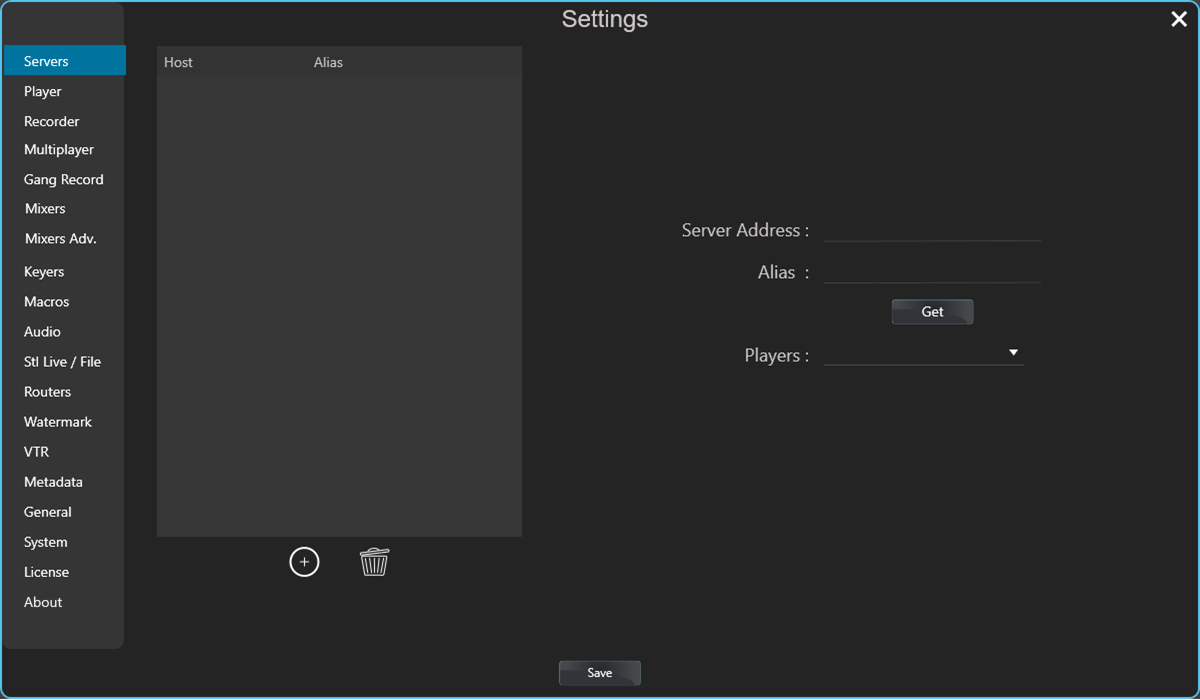 Settings
Servers
Player
Recorder
Multiplayer
Gang Record
Mixers
Mixers Adv.
Keyers
Macros
Audio
Stl Live / File
Routers
Watermark
VTR
Metadata
General
System
License
About
Host Alias
Server Address :
Alias :
Get
Players :
Save